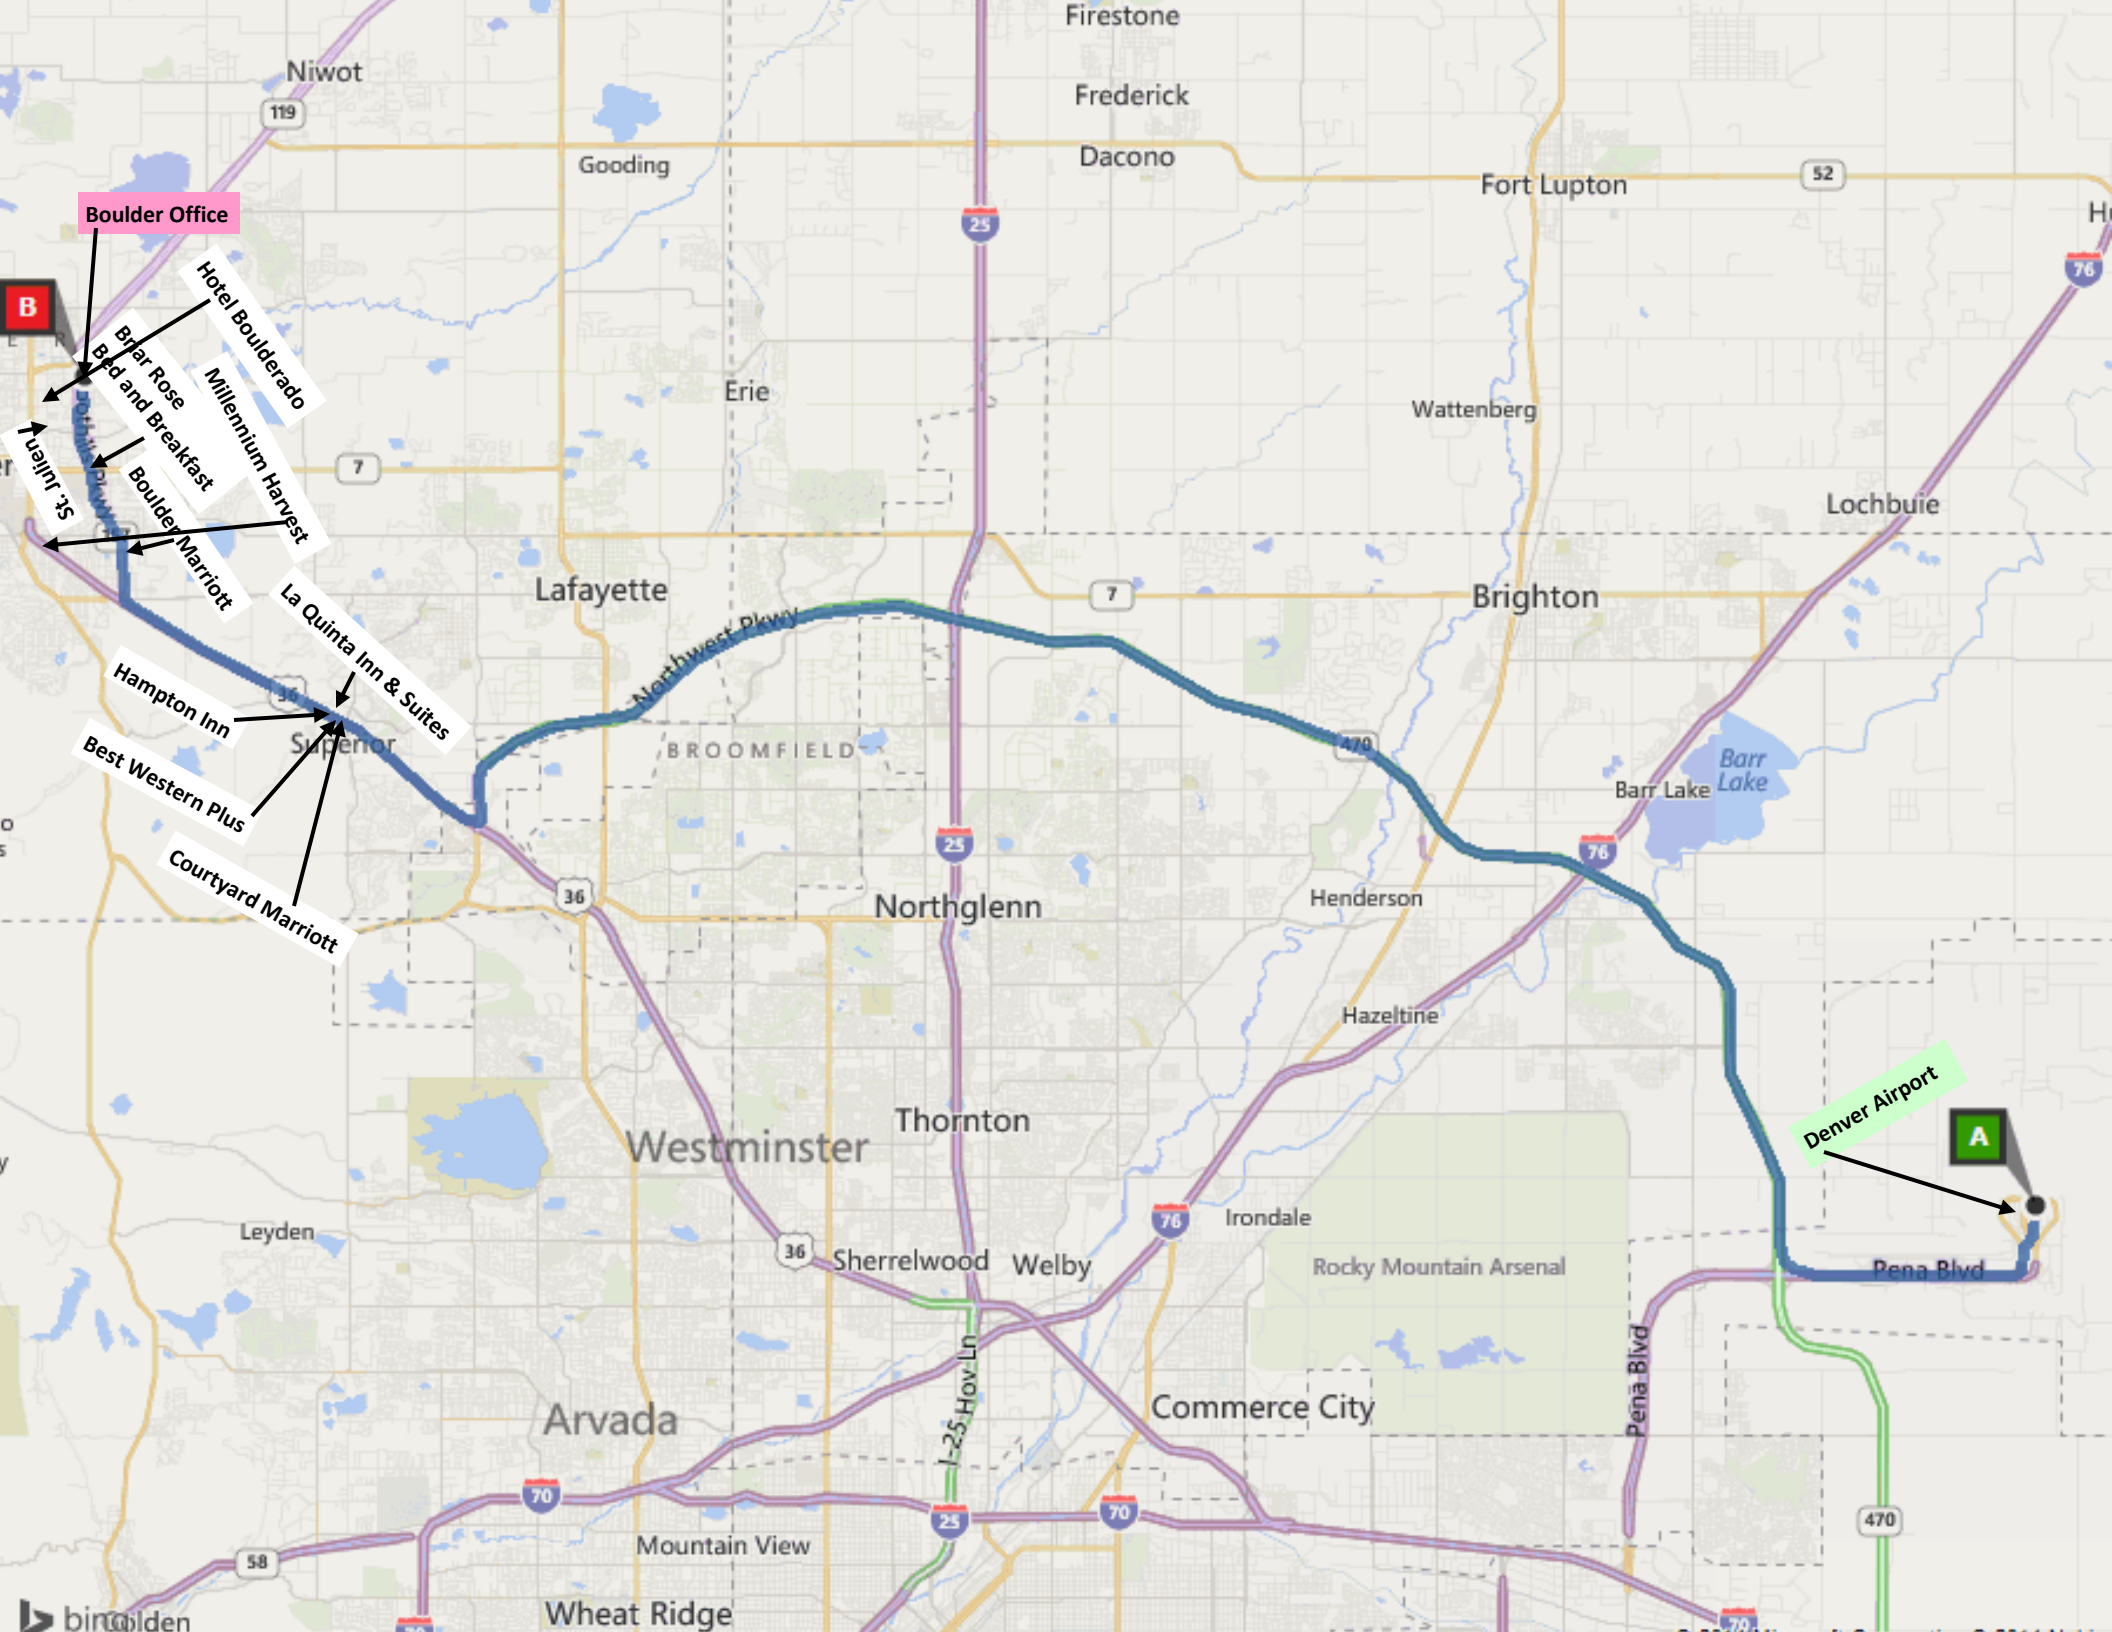 Firestone
Niwot
Frederick
119
Dacono
Gooding
52
Fort Lupton
Boulder Office
25
76
Hotel Boulderado
B
Briar Rose
Bed and Breakfast
Millennium Harvest
Erie
Wattenberg
7
St. Julien
Boulder Marriott
Lochbuie
La Quinta Inn & Suites
Lafayette
7
Brighton
Northwest Pkwy
Hampton Inn
36
Superior
BROOMFIELD
470
Barr
Lake
Barr Lake
Best Western Plus
25
76
Courtyard Marriott
36
Northglenn
Henderson
Hazeltine
Denver Airport
A
Thornton
Westminster
Leyden
76
Irondale
36
Sherrelwood
Welby
Rocky Mountain Arsenal
Pena Blvd
Pena Blvd
I-25 Hov Ln
Commerce City
Arvada
70
25
70
470
Mountain View
58
Wheat Ridge
bing
Golden
70